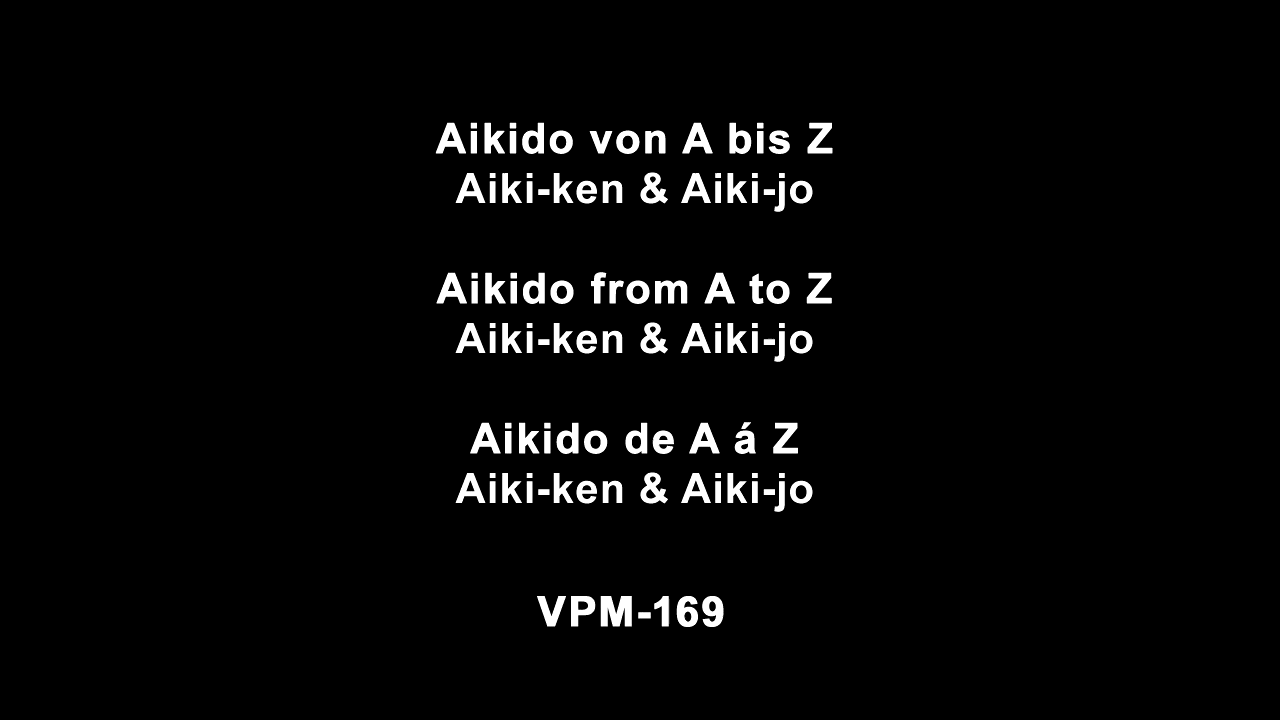 Aikido von A bis Z
Aiki-ken & Aiki-jo
Aikido from A to Z
Aiki-ken & Aiki-jo
Aikido de A á Z
Aiki-ken & Aiki-jo
VPM-169